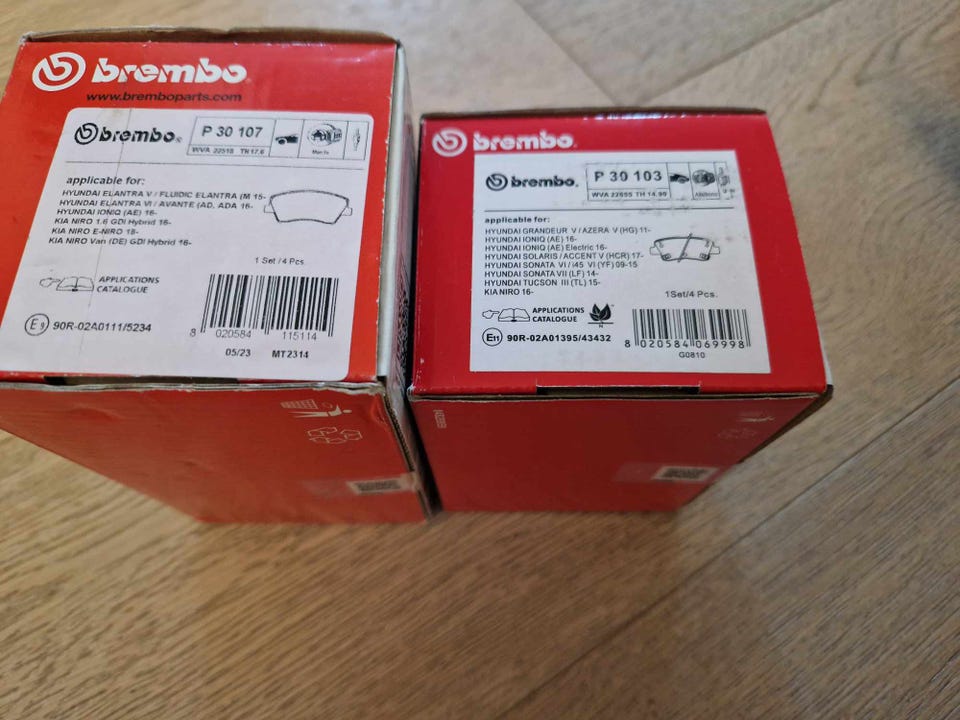 brembo
www.bremboparts.com
brembo®
P 30 107
WVA 22518 TH 17.6
applicable for:
HYUNDAI ELANTRA V / FLUIDIC ELANTRA (M 15-
HYUNDAI ELANTRA VI / AVANTE (AD, ADA 16-
HYUNDAI IONIQ (AE) 16-
KIA NIRO 1.6 GDI Hybrid 16-
KIA NIRO E-NIRO 18-
KIA NIRO Van (DE) GDI Hybrid 16-
1 Set / 4 Pcs.
APPLICATIONS
CATALOGUE
E9 90R-02A0111/5234
8 020584 115114
05/23 MT2314
brembo
brembo.
P 30 103
TH 14.90
applicable for:
HYUNDAI GRANDEUR V / AZERA V (HG) 11-
HYUNDAI IONIQ (AE) 16-
HYUNDAI IONIQ (AE) Electric 16-
HYUNDAI SOLARIS / ACCENT V (HCR) 17-
HYUNDAI SONATA VI / i45 VI (YF) 09-15
HYUNDAI SONATA VII (LF) 14-
HYUNDAI TUCSON III (TL) 15-
KIA NIRO 16-
1Set/4 Pcs.
APPLICATIONS
CATALOGUE
E11 90R-02A01395/43432
8 020584 069998
G0810